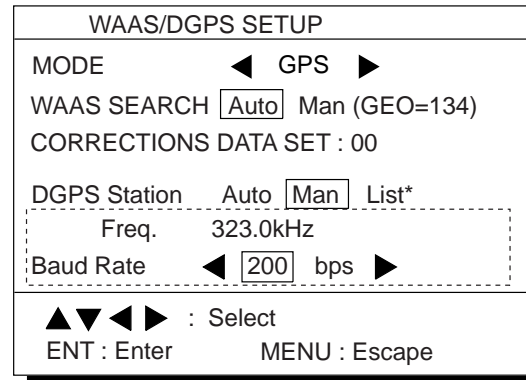 WAAS/DGPS SETUP
MODE ◀ GPS ▶
WAAS SEARCH Auto Man (GEO=134)
CORRECTIONS DATA SET : 00
DGPS Station Auto Man List*
Freq. 323.0kHz
Baud Rate ◀ 200 bps ▶
▲▼◀▶ : Select
ENT : Enter MENU : Escape